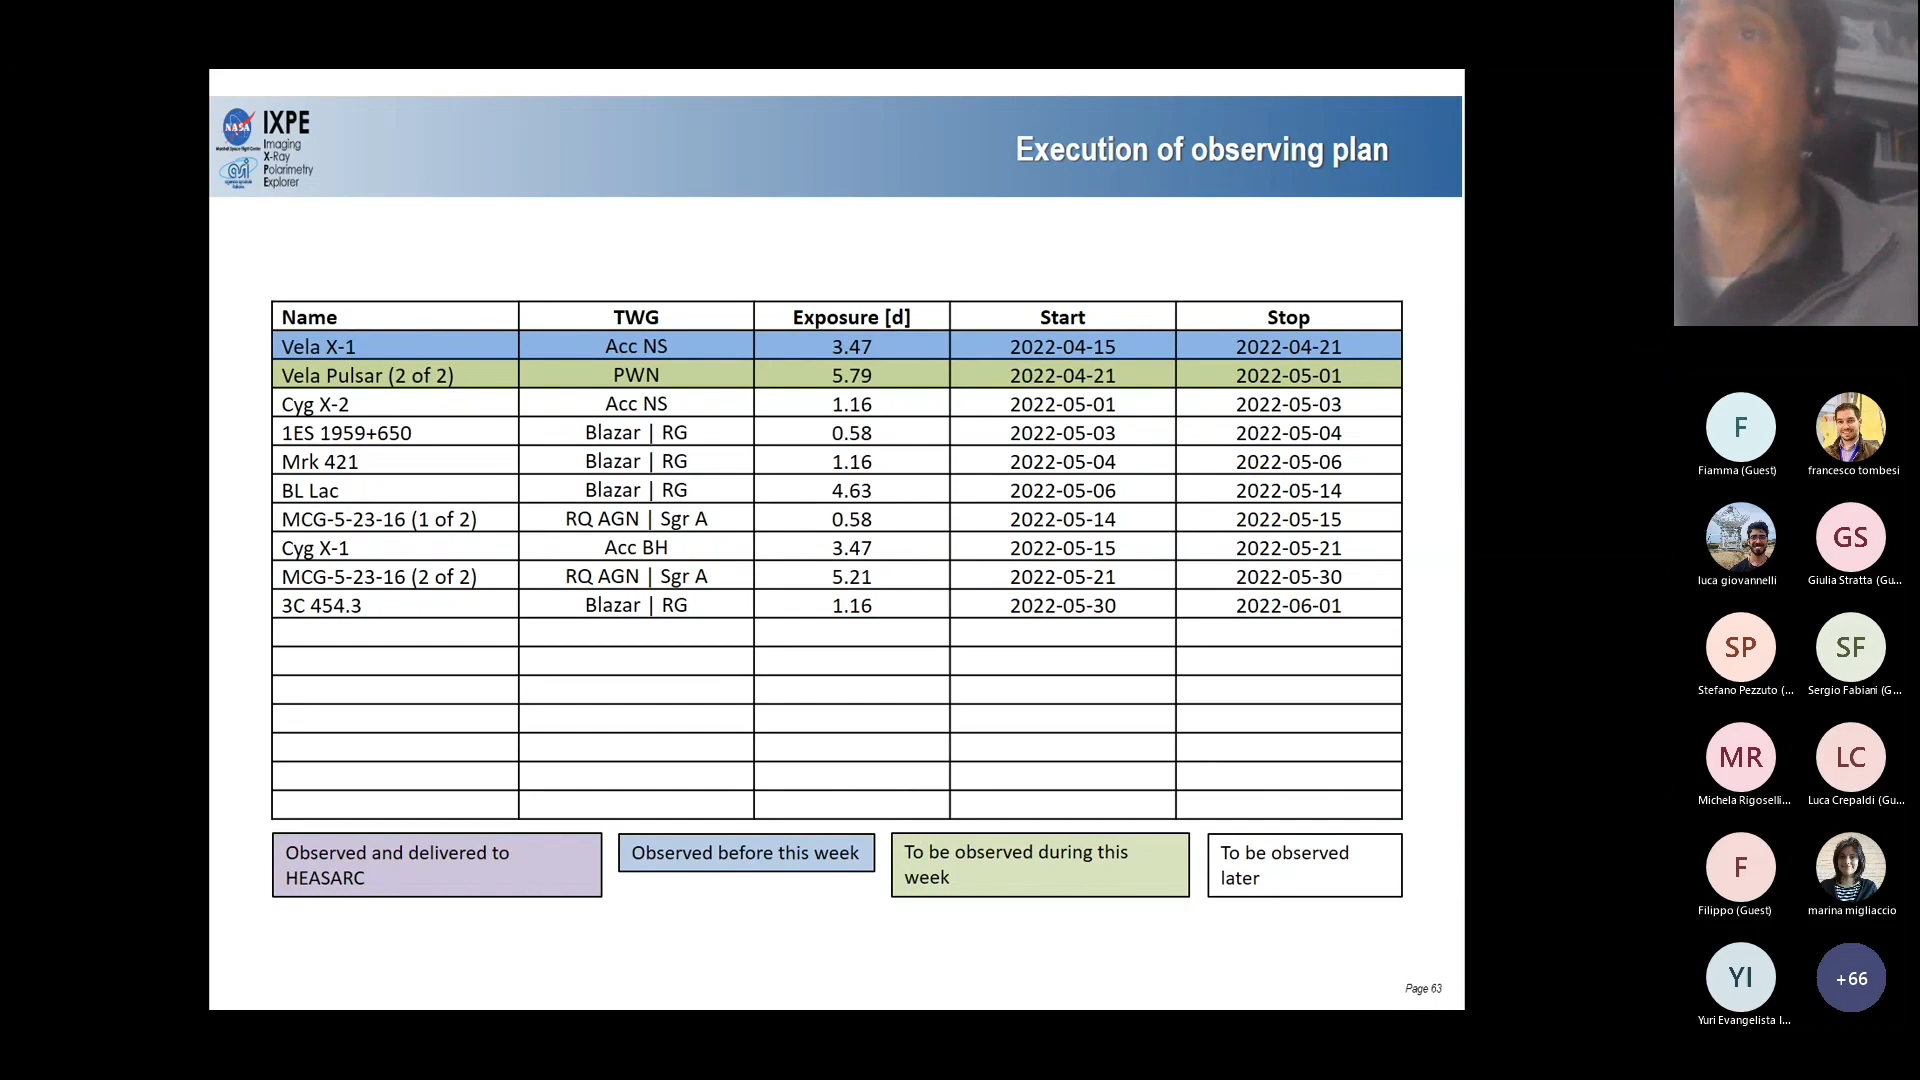 NASA
IXPE
Imaging
X-Ray
Polarimetry
Explorer
Execution of observing plan
Name TWG Exposure [d] Start Stop
Vela X-1 Acc NS 3.47 2022-04-15 2022-04-21
Vela Pulsar (2 of 2) PWN 5.79 2022-04-21 2022-05-01
Cyg X-2 Acc NS 1.16 2022-05-01 2022-05-03
1ES 1959+650 Blazar | RG 0.58 2022-05-03 2022-05-04
Mrk 421 Blazar | RG 1.16 2022-05-04 2022-05-06
BL Lac Blazar | RG 4.63 2022-05-06 2022-05-14
MCG-5-23-16 (1 of 2) RQ AGN | Sgr A 0.58 2022-05-14 2022-05-15
Cyg X-1 Acc BH 3.47 2022-05-15 2022-05-21
MCG-5-23-16 (2 of 2) RQ AGN | Sgr A 5.21 2022-05-21 2022-05-30
3C 454.3 Blazar | RG 1.16 2022-05-30 2022-06-01
Observed and delivered to
HEASARC
Observed before this week
To be observed during this
week
To be observed
later
Page 63
F
Fiamma (Guest)
francesco tombesi
luca giovannelli
GS
Giulia Stratta (Gu...
SP
Stefano Pezzuto (...
SF
Sergio Fabiani (G...
MR
Michela Rigoselli...
LC
Luca Crepaldi (Gu...
F
Filippo (Guest)
marina migliaccio
YI
Yuri Evangelista I...
+66